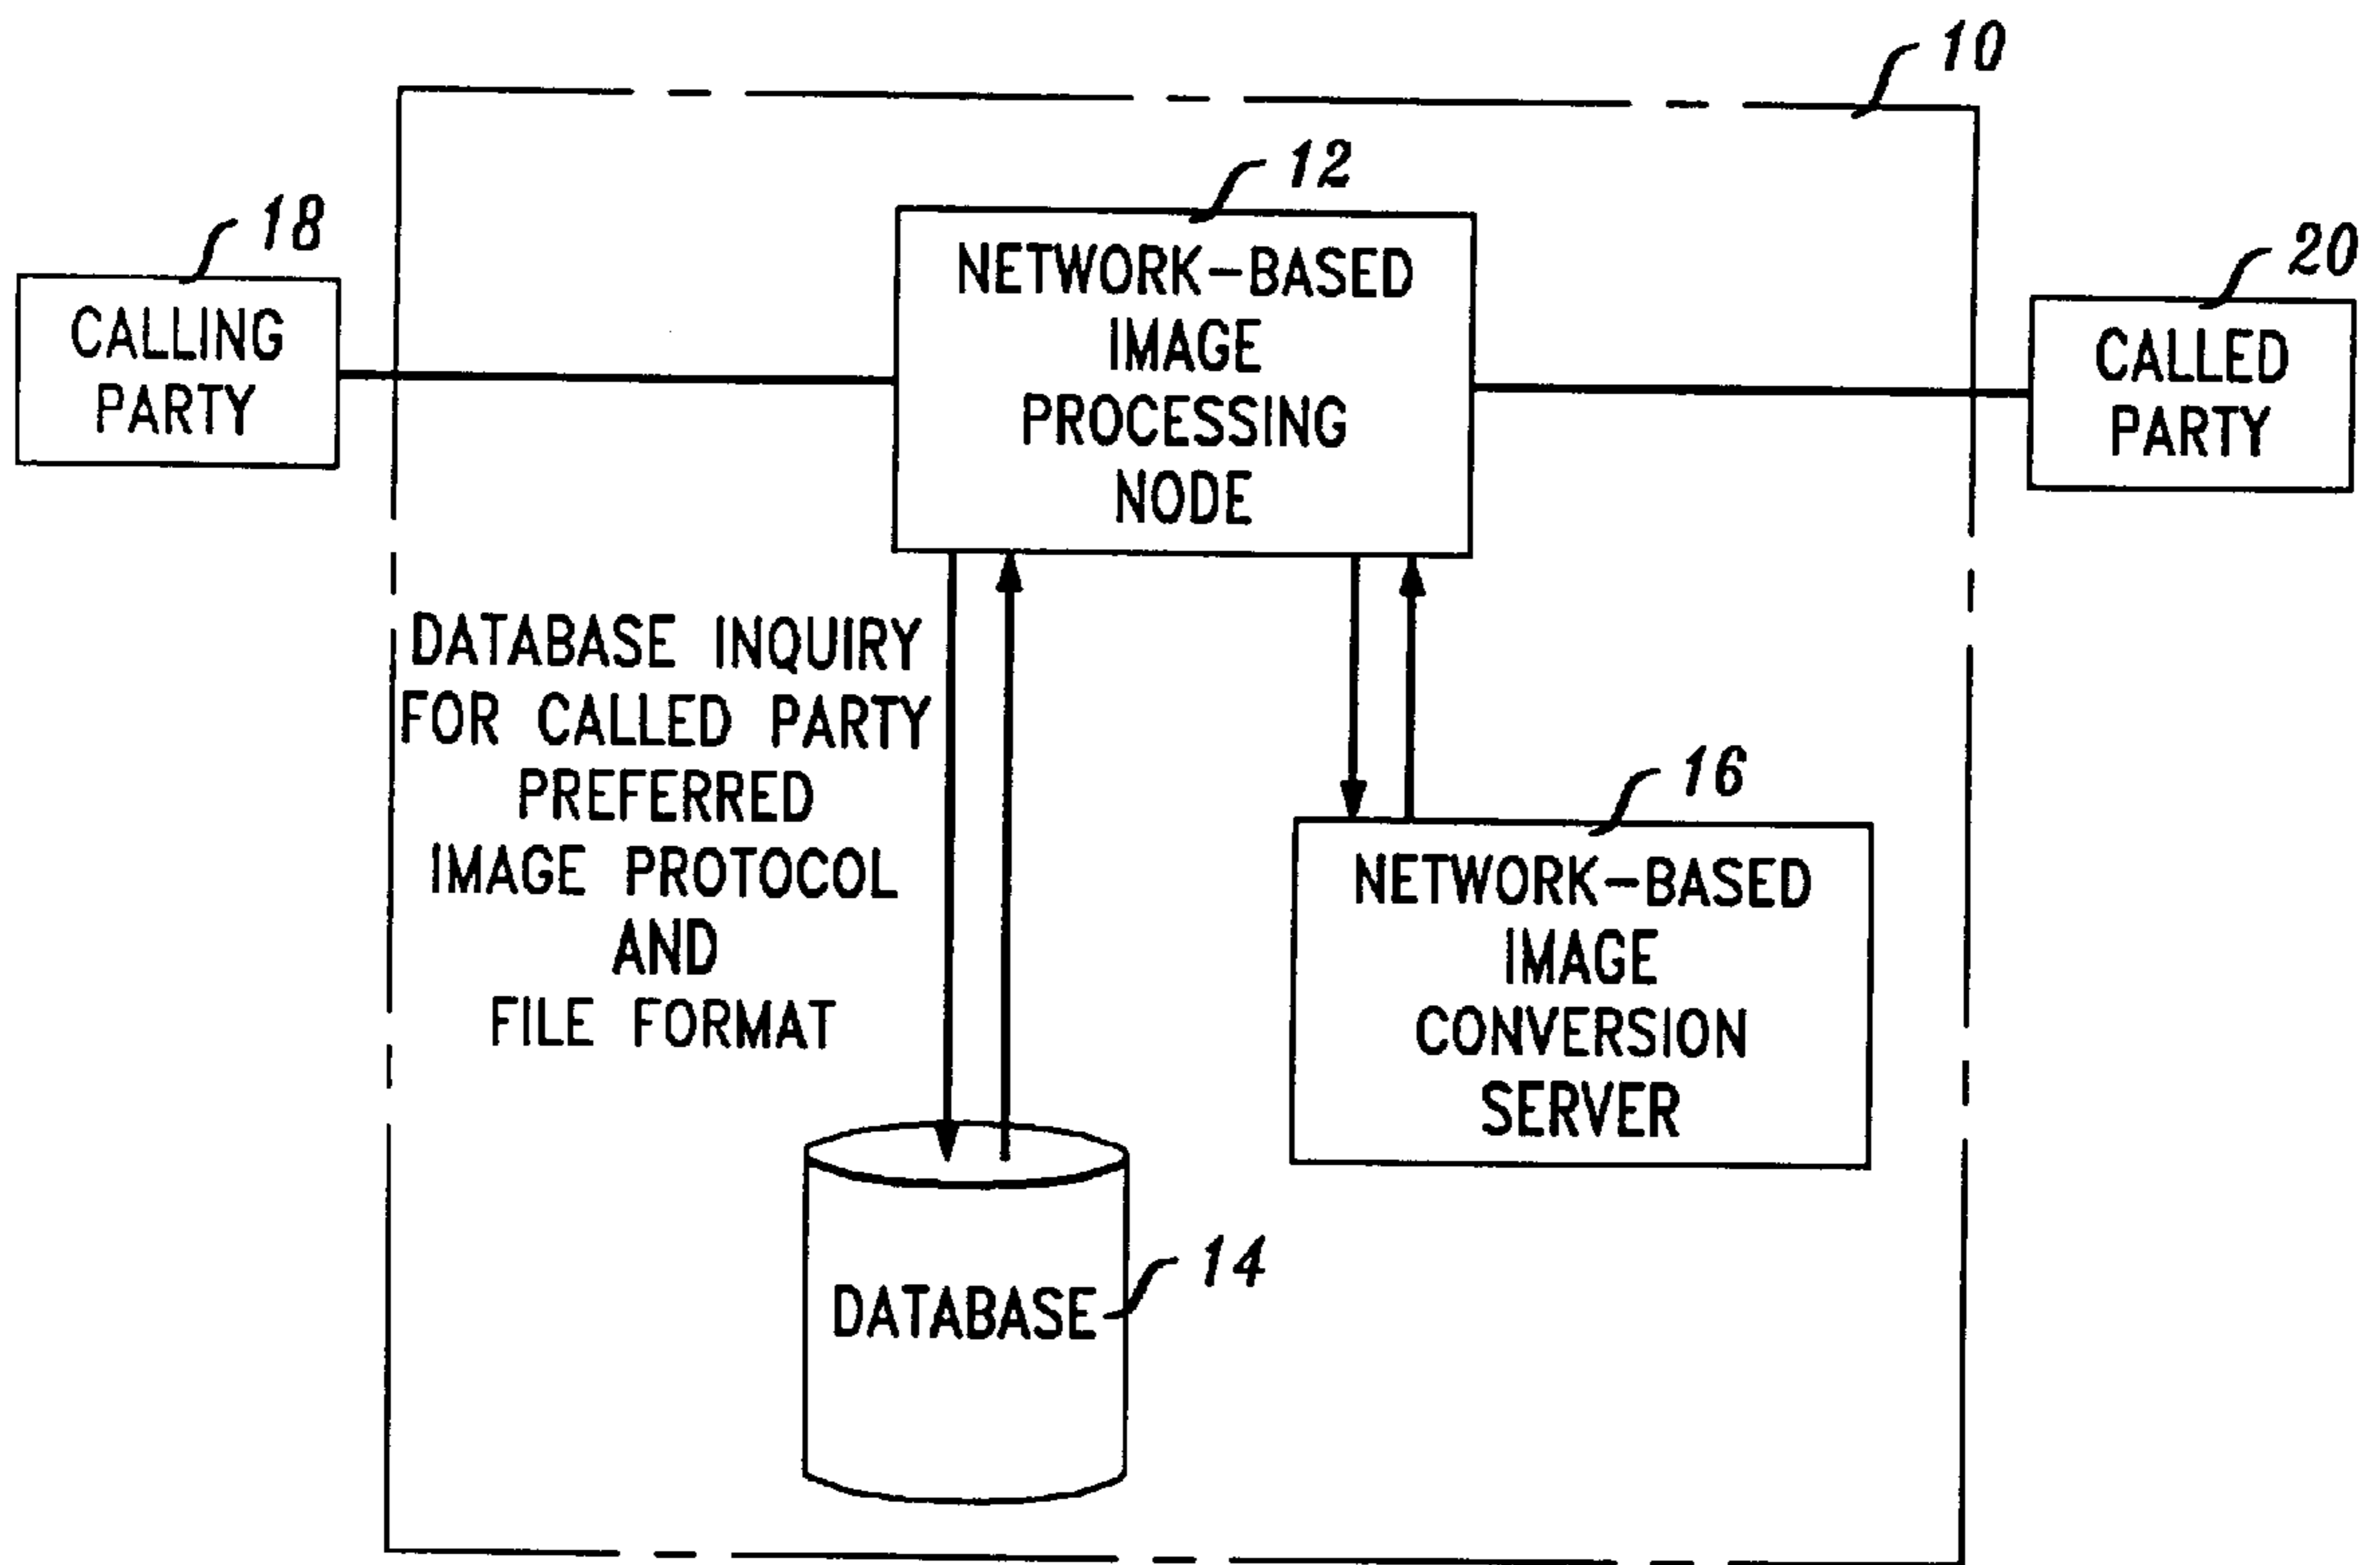 10
12
18
20
NETWORK-BASED
IMAGE
PROCESSING
NODE
CALLING
PARTY
CALLED
PARTY
DATABASE INQUIRY
FOR CALLED PARTY
PREFERRED
IMAGE PROTOCOL
AND
FILE FORMAT
16
NETWORK-BASED
IMAGE
CONVERSION
SERVER
14
DATABASE